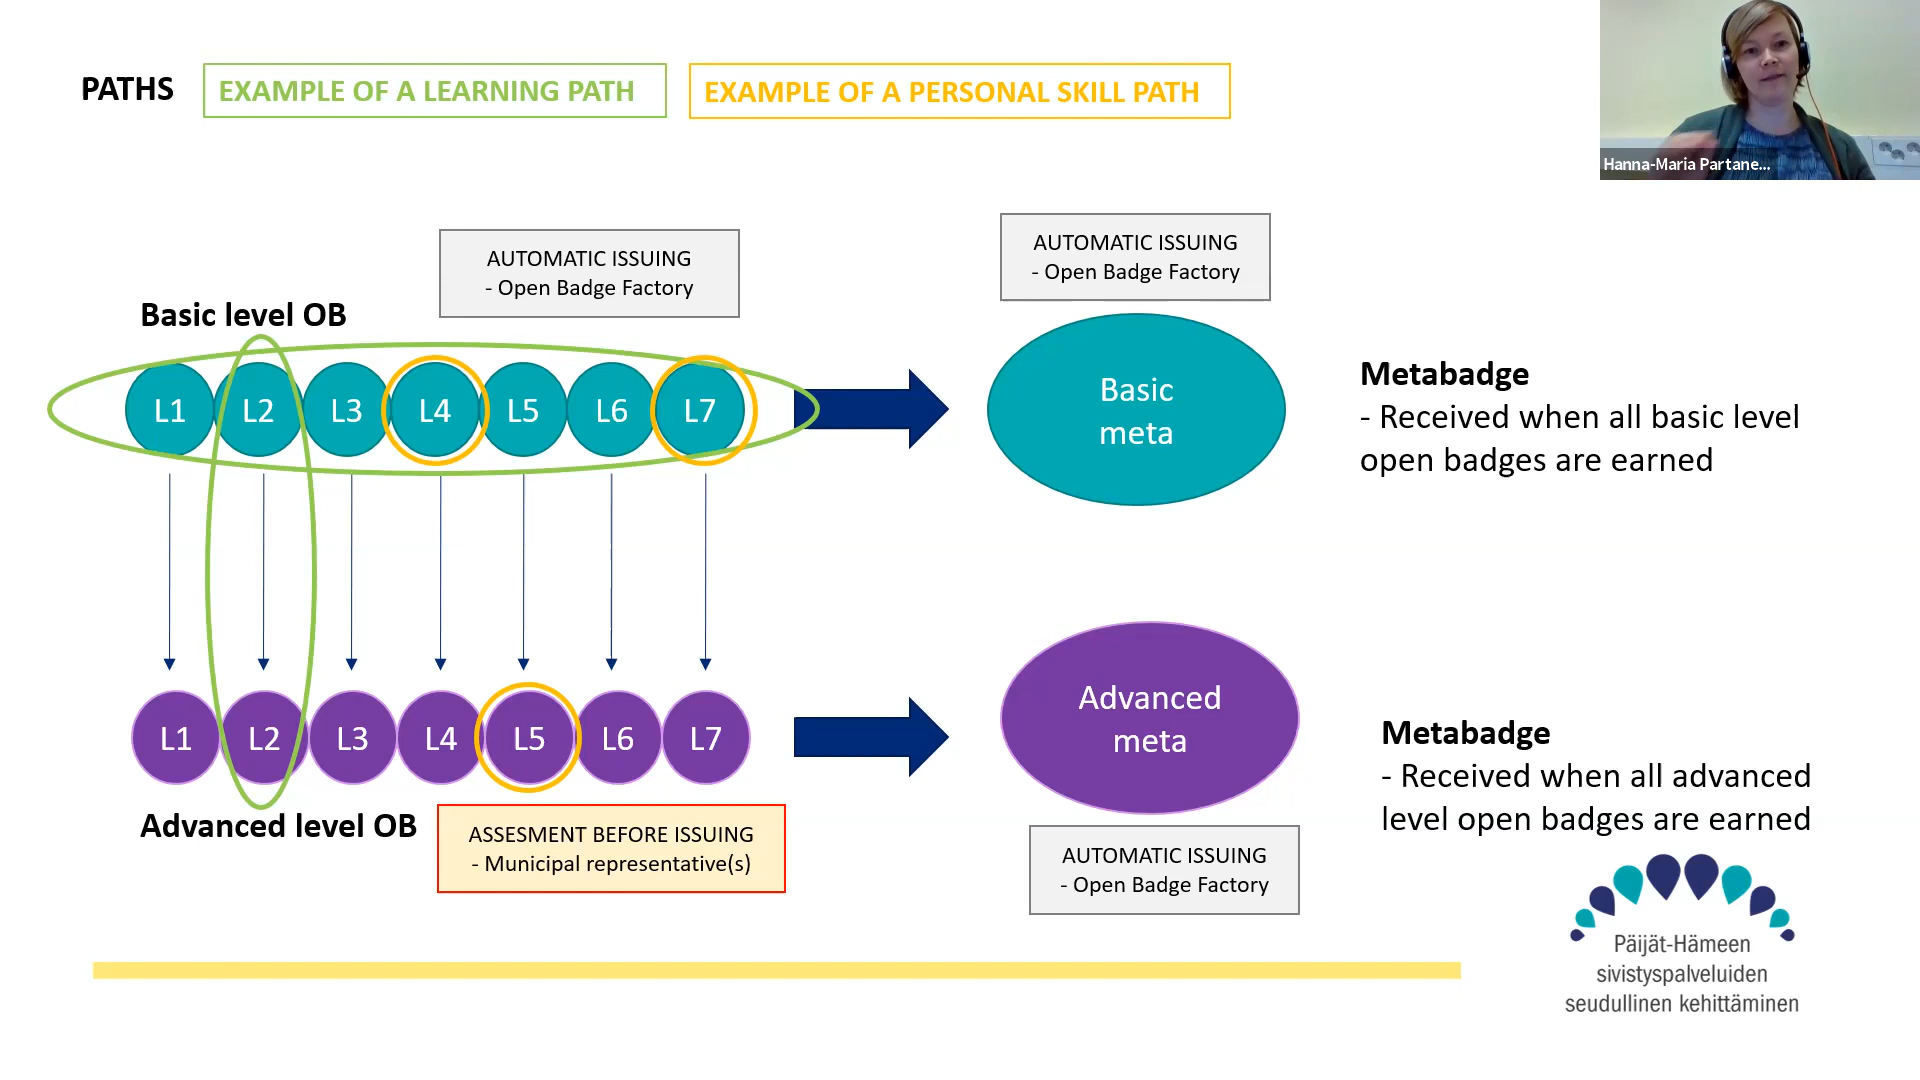 PATHS
EXAMPLE OF A LEARNING PATH
EXAMPLE OF A PERSONAL SKILL PATH
Hanna-Maria Partane...
AUTOMATIC ISSUING
- Open Badge Factory
AUTOMATIC ISSUING
- Open Badge Factory
Basic level OB
L1 L2 L3 L4 L5 L6 L7
Basic
meta
Metabadge
- Received when all basic level
open badges are earned
L1 L2 L3 L4 L5 L6 L7
Advanced
meta
Metabadge
- Received when all advanced
level open badges are earned
Advanced level OB
ASSESMENT BEFORE ISSUING
- Municipal representative(s)
AUTOMATIC ISSUING
- Open Badge Factory
Päijät-Hämeen
sivistyspalveluiden
seudullinen kehittäminen